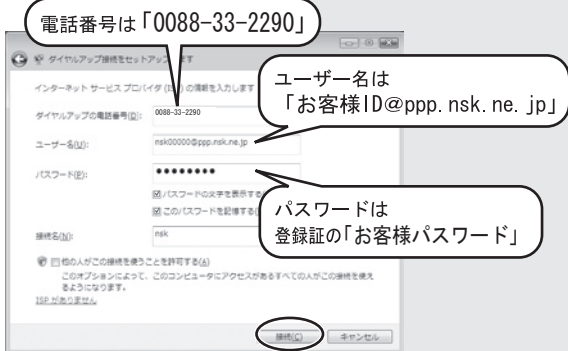 電話番号は「0088-33-2290」
ダイヤルアップ接続をセットアップします
インターネット サービス プロバイダ (ISP) の情報を入力します
ユーザー名は
「お客様ID@ppp.nsk.ne.jp」
ダイヤルアップの電話番号(D):
0088-33-2290
ユーザー名(U):
nsk00000@ppp.nsk.ne.jp
パスワード(P):
●●●●●●●●
パスワードの文字を表示する
このパスワードを記憶する
パスワードは
登録証の「お客様パスワード」
接続名(N):
nsk
他の人がこの接続を使うことを許可する(A)
このオプションによって、このコンピュータにアクセスがあるすべての人がこの接続を使え
るようになります。
ISP がありません
接続(C)
キャンセル